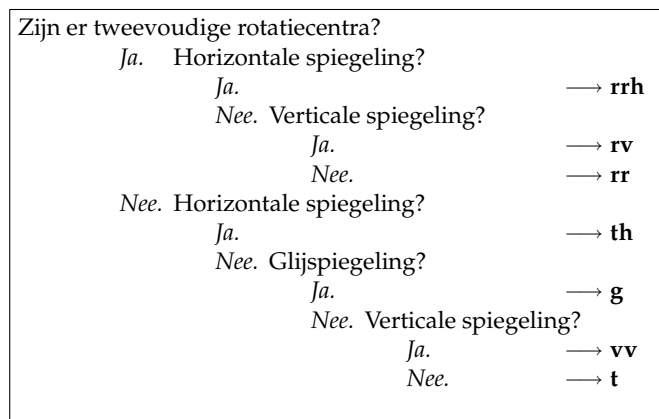 Zijn er tweevoudige rotatiecentra?
Ja. Horizontale spiegeling?
Ja. → rrh
Nee. Verticale spiegeling?
Ja. → rv
Nee. → rr
Nee. Horizontale spiegeling?
Ja. → th
Nee. Glijspiegeling?
Ja. → g
Nee. Verticale spiegeling?
Ja. → vv
Nee. → t